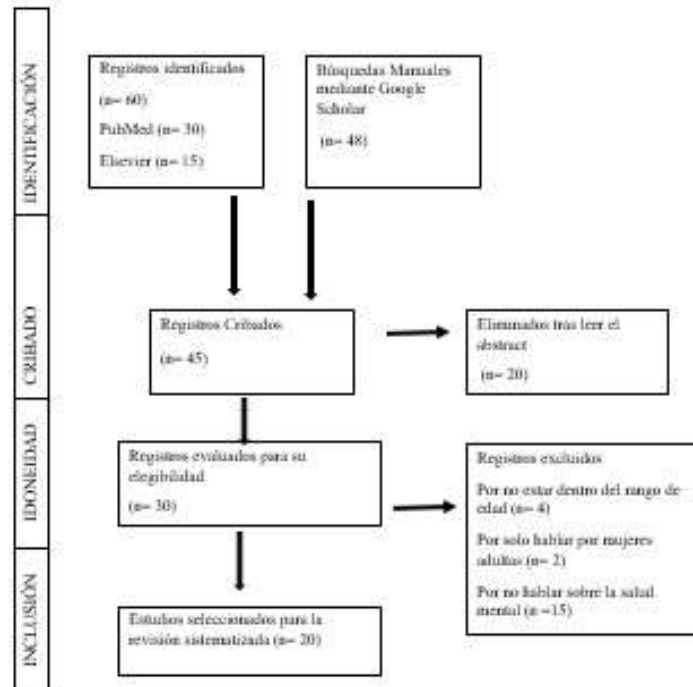 IDENTIFICACIÓN
Registros identificados
(n= 60)
PubMed (n= 30)
Elsevier (n= 15)
Búsquedas Manuales
mediante Google
Scholar
(n= 48)
CRIBADO
Registros Cribados
(n= 45)
Eliminados tras leer el
abstract
(n= 20)
IDONEIDAD
Registros evaluados para su
elegibilidad
(n= 30)
Registros excluidos
Por no estar dentro del rango de
edad (n= 4)
Por solo hablar por mujeres
adultas (n= 2)
Por no hablar sobre la salud
mental (n =15)
INCLUSIÓN
Estudios seleccionados para la
revisión sistematizada (n= 20)